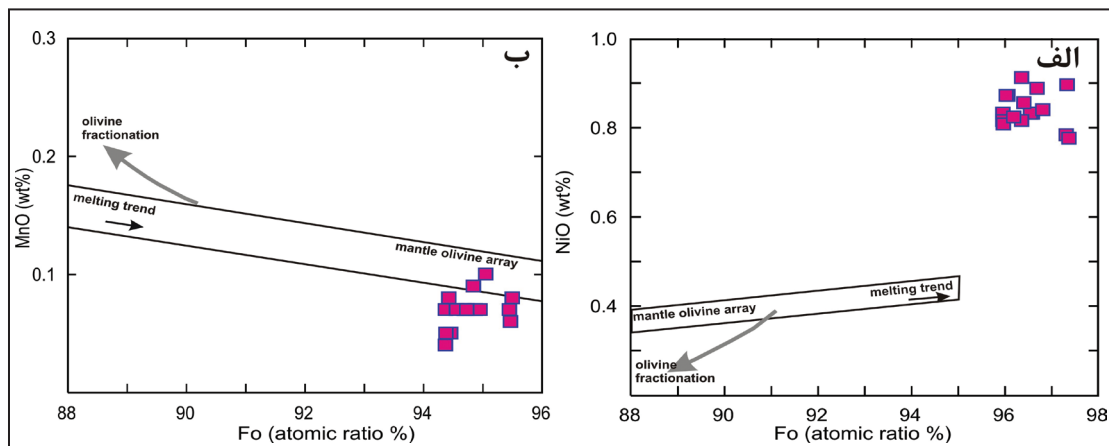 ب
0.3
0.2
0.1
MnO (wt%)
olivine
fractionation
melting trend
mantle olivine array
88
90
92
94
96
Fo (atomic ratio %)
الف
1.0
0.8
0.6
0.4
NiO (wt%)
melting trend
mantle olivine array
olivine
fractionation
88
90
92
94
96
98
Fo (atomic ratio %)